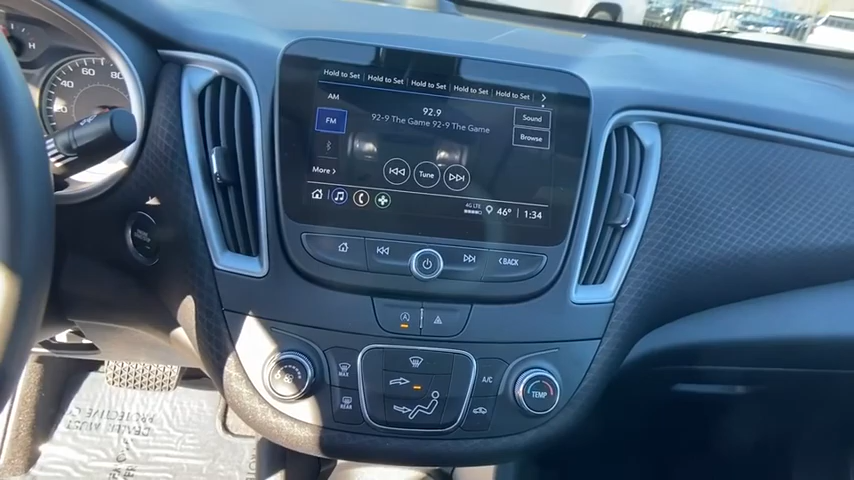 Hold to Set Hold to Set Hold to Set Hold to Set Hold to Set
AM
92.9
92-9 The Game 92-9 The Game
Sound
FM
Browse
More
Tune
4G LTE
46° 1:34
BACK
H
60
40
80
20
100
MAX
REAR
A/C
TEMP
PROTECTIVE